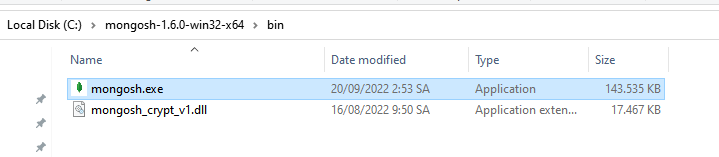 Local Disk (C:) > mongosh-1.6.0-win32-x64 > bin
Name Date modified Type Size
mongosh.exe 20/09/2022 2:53 SA Application 143.535 KB
mongosh_crypt_v1.dll 16/08/2022 9:50 SA Application exten... 17.467 KB